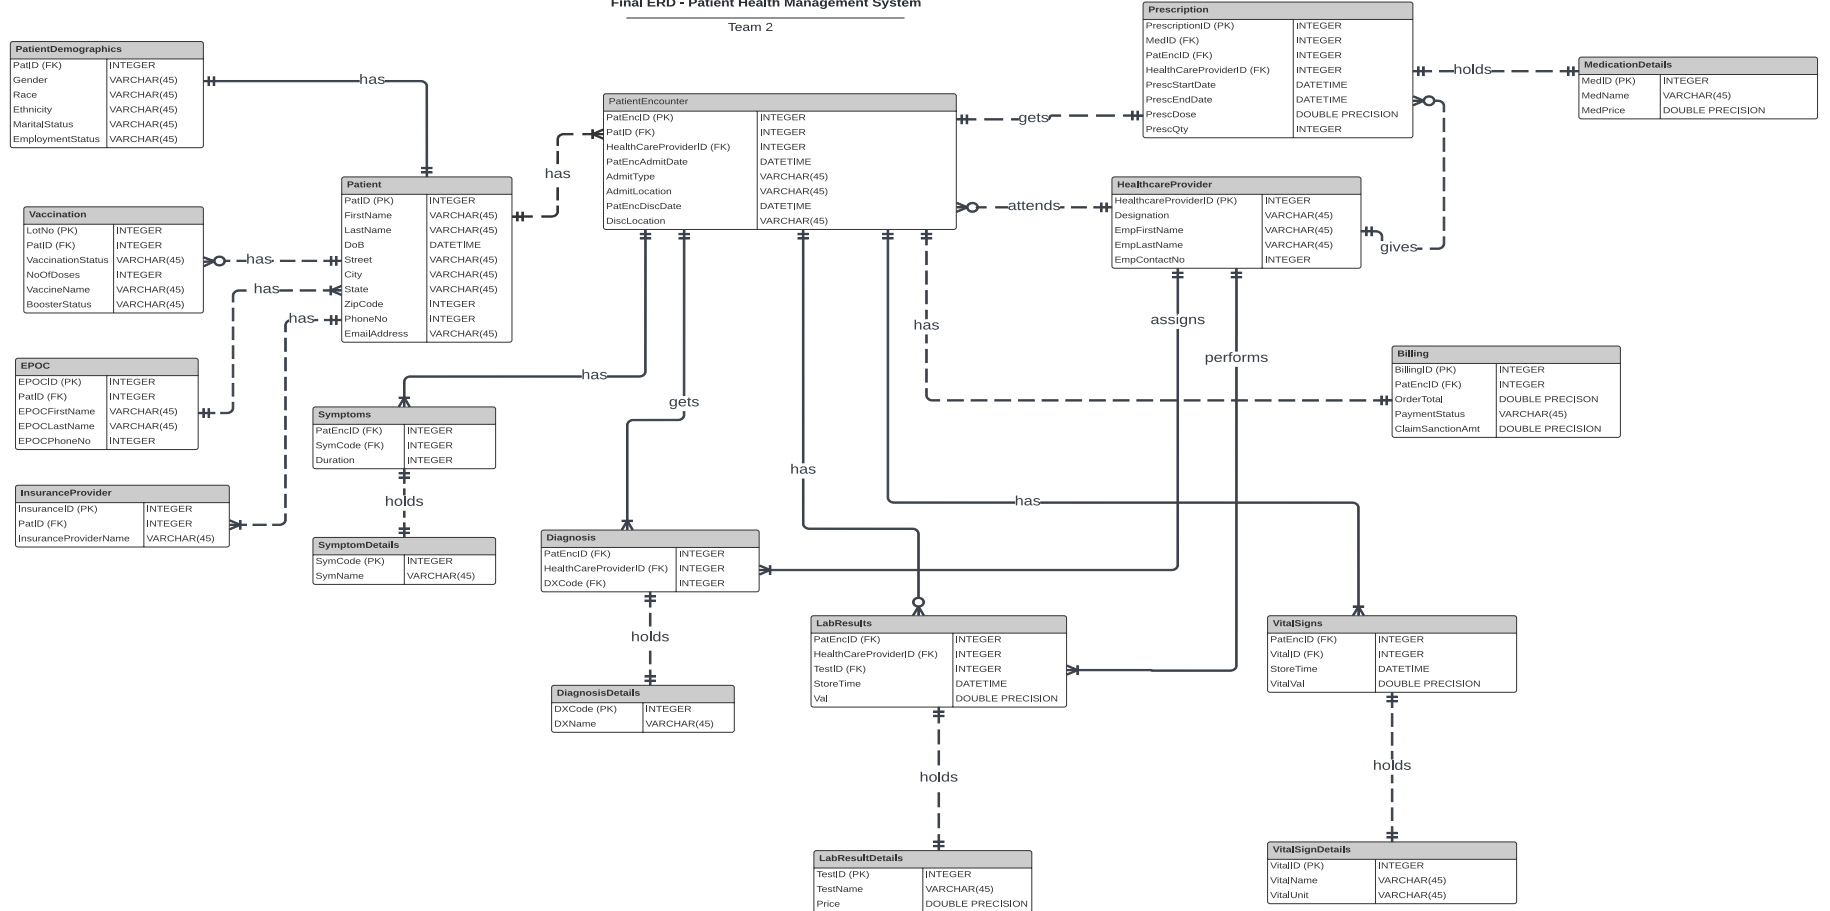 Final ERD - Patient Health Management System
Team 2
PatientDemographics
PatID (FK) INTEGER
Gender VARCHAR(45)
Race VARCHAR(45)
Ethnicity VARCHAR(45)
MaritalStatus VARCHAR(45)
EmploymentStatus VARCHAR(45)
has
Prescription
PrescriptionID (PK) INTEGER
MedID (FK) INTEGER
PatEncID (FK) INTEGER
HealthCareProviderID (FK) INTEGER
PrescStartDate DATETIME
PrescEndDate DATETIME
PrescDose DOUBLE PRECISION
PrescQty INTEGER
holds
MedicationDetails
MedID (PK) INTEGER
MedName VARCHAR(45)
MedPrice DOUBLE PRECISION
PatientEncounter
PatEncID (PK) INTEGER
PatID (FK) INTEGER
HealthCareProviderID (FK) INTEGER
PatEncAdmitDate DATETIME
AdmitType VARCHAR(45)
AdmitLocation VARCHAR(45)
PatEncDiscDate DATETIME
DiscLocation VARCHAR(45)
gets
has
attends
Patient
PatID (PK) INTEGER
FirstName VARCHAR(45)
LastName VARCHAR(45)
DoB DATETIME
Street VARCHAR(45)
City VARCHAR(45)
State VARCHAR(45)
ZipCode INTEGER
PhoneNo INTEGER
EmailAddress VARCHAR(45)
HealthcareProvider
HealthcareProviderID (PK) INTEGER
Designation VARCHAR(45)
EmpFirstName VARCHAR(45)
EmpLastName VARCHAR(45)
EmpContactNo INTEGER
gives
Vaccination
LotNo (PK) INTEGER
PatID (FK) INTEGER
VaccinationStatus VARCHAR(45)
NoOfDoses INTEGER
VaccineName VARCHAR(45)
BoosterStatus VARCHAR(45)
has
has
has
has
assigns
performs
EPOC
EPOCID (PK) INTEGER
PatID (FK) INTEGER
EPOCFirstName VARCHAR(45)
EPOCLastName VARCHAR(45)
EPOCPhoneNo INTEGER
Billing
BillingID (PK) INTEGER
PatEncID (FK) INTEGER
OrderTotal DOUBLE PRECISON
PaymentStatus VARCHAR(45)
ClaimSanctionAmt DOUBLE PRECISION
has
gets
Symptoms
PatEncID (FK) INTEGER
SymCode (FK) INTEGER
Duration INTEGER
has
holds
has
InsuranceProvider
InsuranceID (PK) INTEGER
PatID (FK) INTEGER
InsuranceProviderName VARCHAR(45)
SymptomDetails
SymCode (PK) INTEGER
SymName VARCHAR(45)
Diagnosis
PatEncID (FK) INTEGER
HealthCareProviderID (FK) INTEGER
DXCode (FK) INTEGER
holds
LabResults
PatEncID (FK) INTEGER
HealthCareProviderID (FK) INTEGER
TestID (FK) INTEGER
StoreTime DATETIME
Val DOUBLE PRECISION
VitalSigns
PatEncID (FK) INTEGER
VitalID (FK) INTEGER
StoreTime DATETIME
VitalVal DOUBLE PRECISION
DiagnosisDetails
DXCode (PK) INTEGER
DXName VARCHAR(45)
holds
holds
LabResultDetails
TestID (PK) INTEGER
TestName VARCHAR(45)
Price DOUBLE PRECISION
VitalSignDetails
VitalID (PK) INTEGER
VitalName VARCHAR(45)
VitalUnit VARCHAR(45)